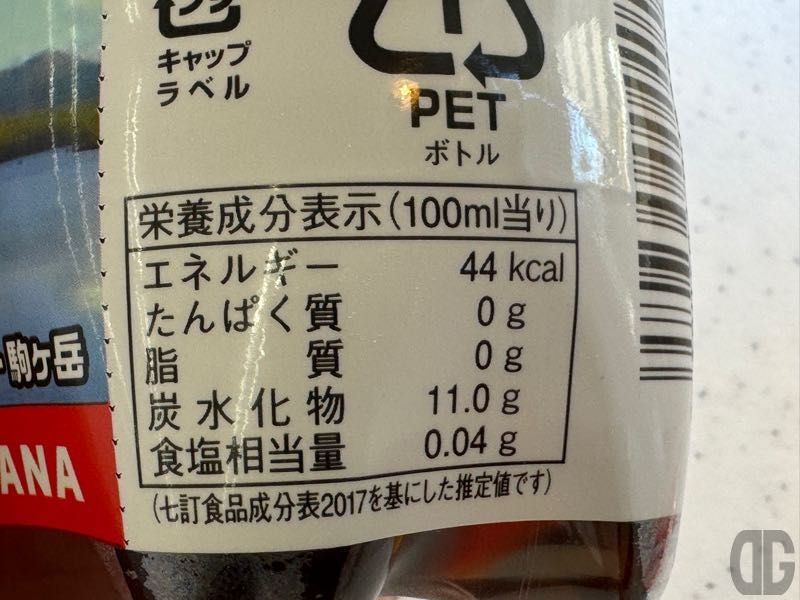 キャップ
ラベル
PET
ボトル
栄養成分表示(100ml当り)
エネルギー 44 kcal
たんぱく質 0 g
脂質 0 g
炭水化物 11.0 g
食塩相当量 0.04 g
(七訂食品成分表2017を基にした推定値です)
駒ケ岳
ANA
DG